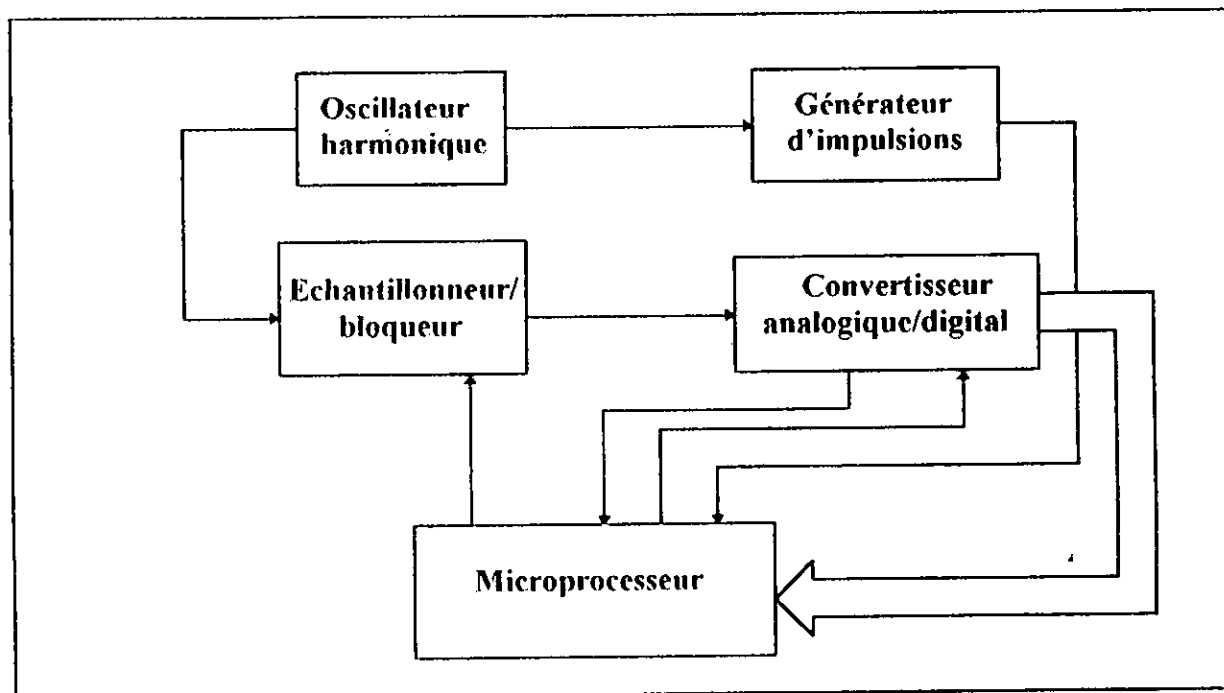 Oscillateur
harmonique
Générateur
d'impulsions
Echantillonneur/
bloqueur
Convertisseur
analogique/digital
Microprocesseur